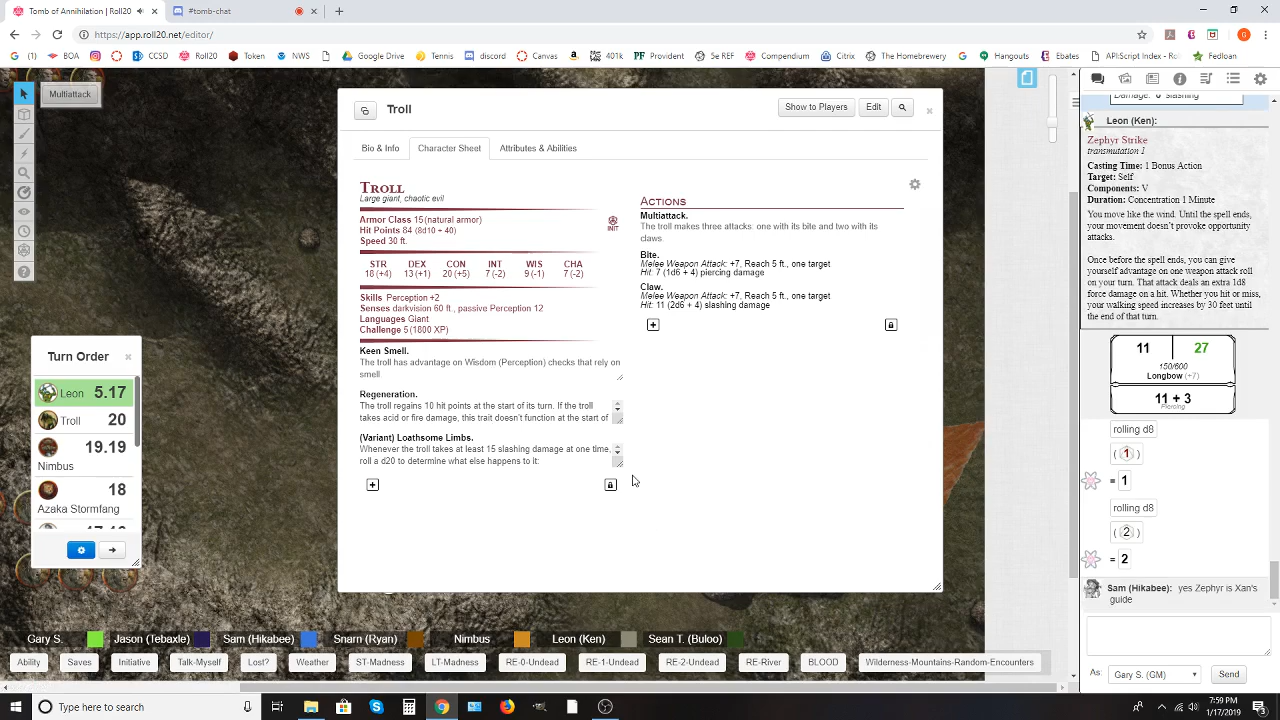 Tomb of Annihilation| Roll20
#tomb-chat
https://app.roll20.net/editor/
(1)
BOA
CCSD
Roll20
Token
NWS
Google Drive
Tennis
discord
Canvas
401k
Provident
5e REF
Compendium
Citrix
The Homebrewery
Hangouts
Ebates
APIScript Index - Ro
Fedloan
Multiattack
Troll
Show to Players
Edit
Bio & Info
Character Sheet
Attributes & Abilities
TROLL
Large giant, chaotic evil
Armor Class 15 (natural armor)
Hit Points 84 (8d10 + 40)
Speed 30 ft.
INIT
STR DEX CON INT WIS CHA
18 (+4) 13 (+1) 20 (+5) 7 (-2) 9 (-1) 7 (-2)
Skills Perception +2
Senses darkvision 60 ft., passive Perception 12
Languages Giant
Challenge 5 (1800 XP)
Keen Smell.
The troll has advantage on Wisdom (Perception) checks that rely on
smell.
Regeneration.
The troll regains 10 hit points at the start of its turn. If the troll
takes acid or fire damage, this trait doesn't function at the start of
(Variant) Loathsome Limbs.
Whenever the troll takes at least 15 slashing damage at one time,
roll a d20 to determine what else happens to it:
ACTIONS
Multiattack.
The troll makes three attacks: one with its bite and two with its
claws.
Bite.
Melee Weapon Attack: +7, Reach 5 ft., one target
Hit: 7 (1d6 + 4) piercing damage
Claw.
Melee Weapon Attack: +7, Reach 5 ft., one target
Hit: 11 (2d6 + 4) slashing damage
Turn Order
Leon 5.17
Troll 20
19.19
Nimbus
18
Azaka Stormfang
Leon (Ken):
Zephyr Strike
transmutation 1
Casting Time: 1 Bonus Action
Target: Self
Components: V
Duration: Concentration 1 Minute
You move like the wind. Until the spell ends,
your movement doesn't provoke opportunity
attacks.
Once before the spell ends, you can give
yourself advantage on one weapon attack roll
on your turn. That attack deals an extra 1d8
force damage on a hit. Whether you hit or miss,
your walking speed increases by 30 feet until
the end of that turn.
11 27
150/600
Longbow (+7)
11 + 3
Piercing
rolling d8
(1)
= 1
rolling d8
(2)
= 2
Sam (Hikabee): yes Zephyr is Xan's
guide
As: Gary S. (GM) Send
Gary S.
Jason (Tebaxle)
Sam (Hikabee)
Snarn (Ryan)
Nimbus
Leon (Ken)
Sean T. (Buloo)
Ability
Saves
Initiative
Talk-Myself
Lost?
Weather
ST-Madness
LT-Madness
RE-0-Undead
RE-1-Undead
RE-2-Undead
RE-River
BLOOD
Wilderness-Mountains-Random-Encounters
Type here to search
7:59 PM
1/17/2019